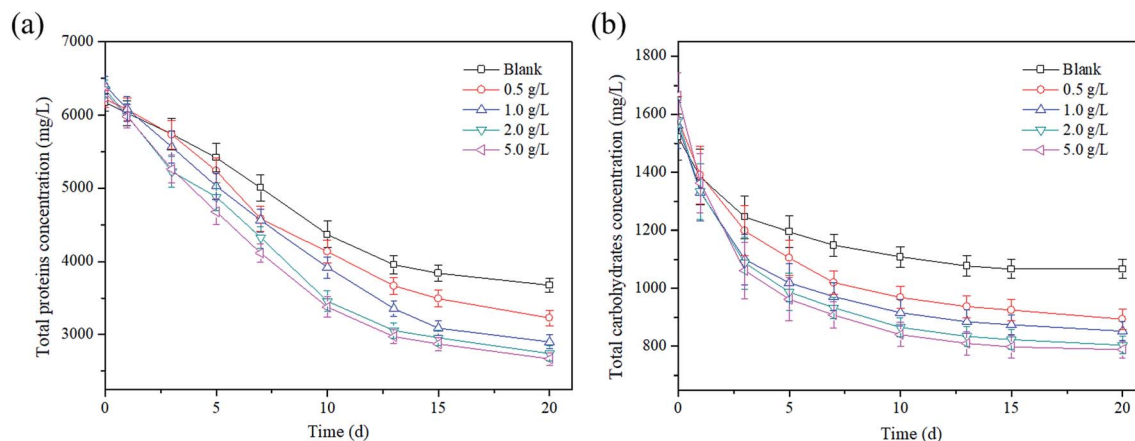 (a)
Total proteins concentration (mg/L)
7000
6000
5000
4000
3000
0
5
10
15
20
Time (d)
Blank
0.5 g/L
1.0 g/L
2.0 g/L
5.0 g/L
(b)
Total carbohydrates concentration (mg/L)
1800
1600
1400
1200
1000
800
0
5
10
15
20
Time (d)
Blank
0.5 g/L
1.0 g/L
2.0 g/L
5.0 g/L